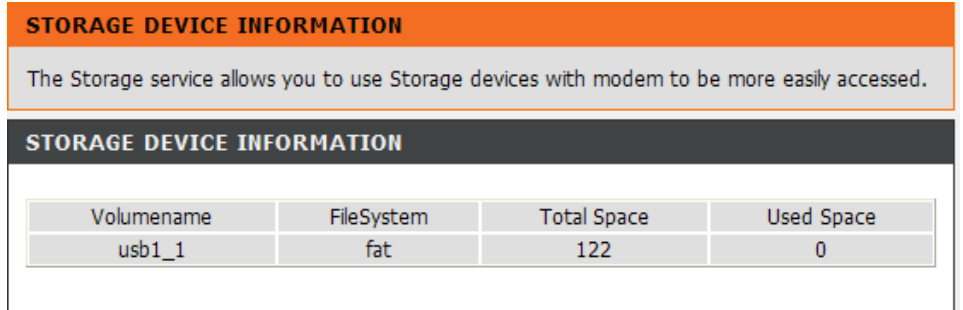 STORAGE DEVICE INFORMATION
The Storage service allows you to use Storage devices with modem to be more easily accessed.
STORAGE DEVICE INFORMATION
Volumename FileSystem Total Space Used Space
usb1_1 fat 122 0